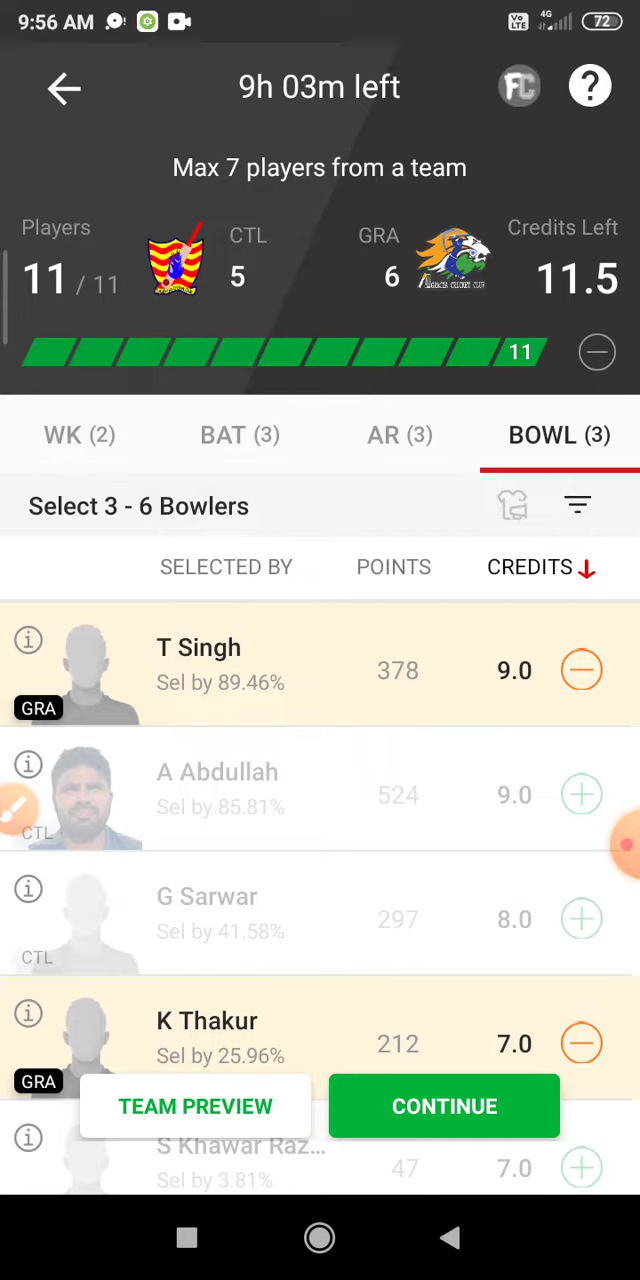 9:56 AM
Vo
LTE
4G
72
9h 03m left
FC
?
Max 7 players from a team
Players
11 / 11
CTL
5
GRA
6
Credits Left
11.5
11
WK (2)
BAT (3)
AR (3)
BOWL (3)
Select 3 - 6 Bowlers
SELECTED BY
POINTS
CREDITS
T Singh
Sel by 89.46%
378
9.0
GRA
A Abdullah
Sel by 85.81%
524
9.0
CTL
G Sarwar
Sel by 41.58%
297
8.0
CTL
K Thakur
Sel by 25.96%
212
7.0
GRA
TEAM PREVIEW
CONTINUE
S Khawar Raz...
Sel by 3.81%
47
7.0